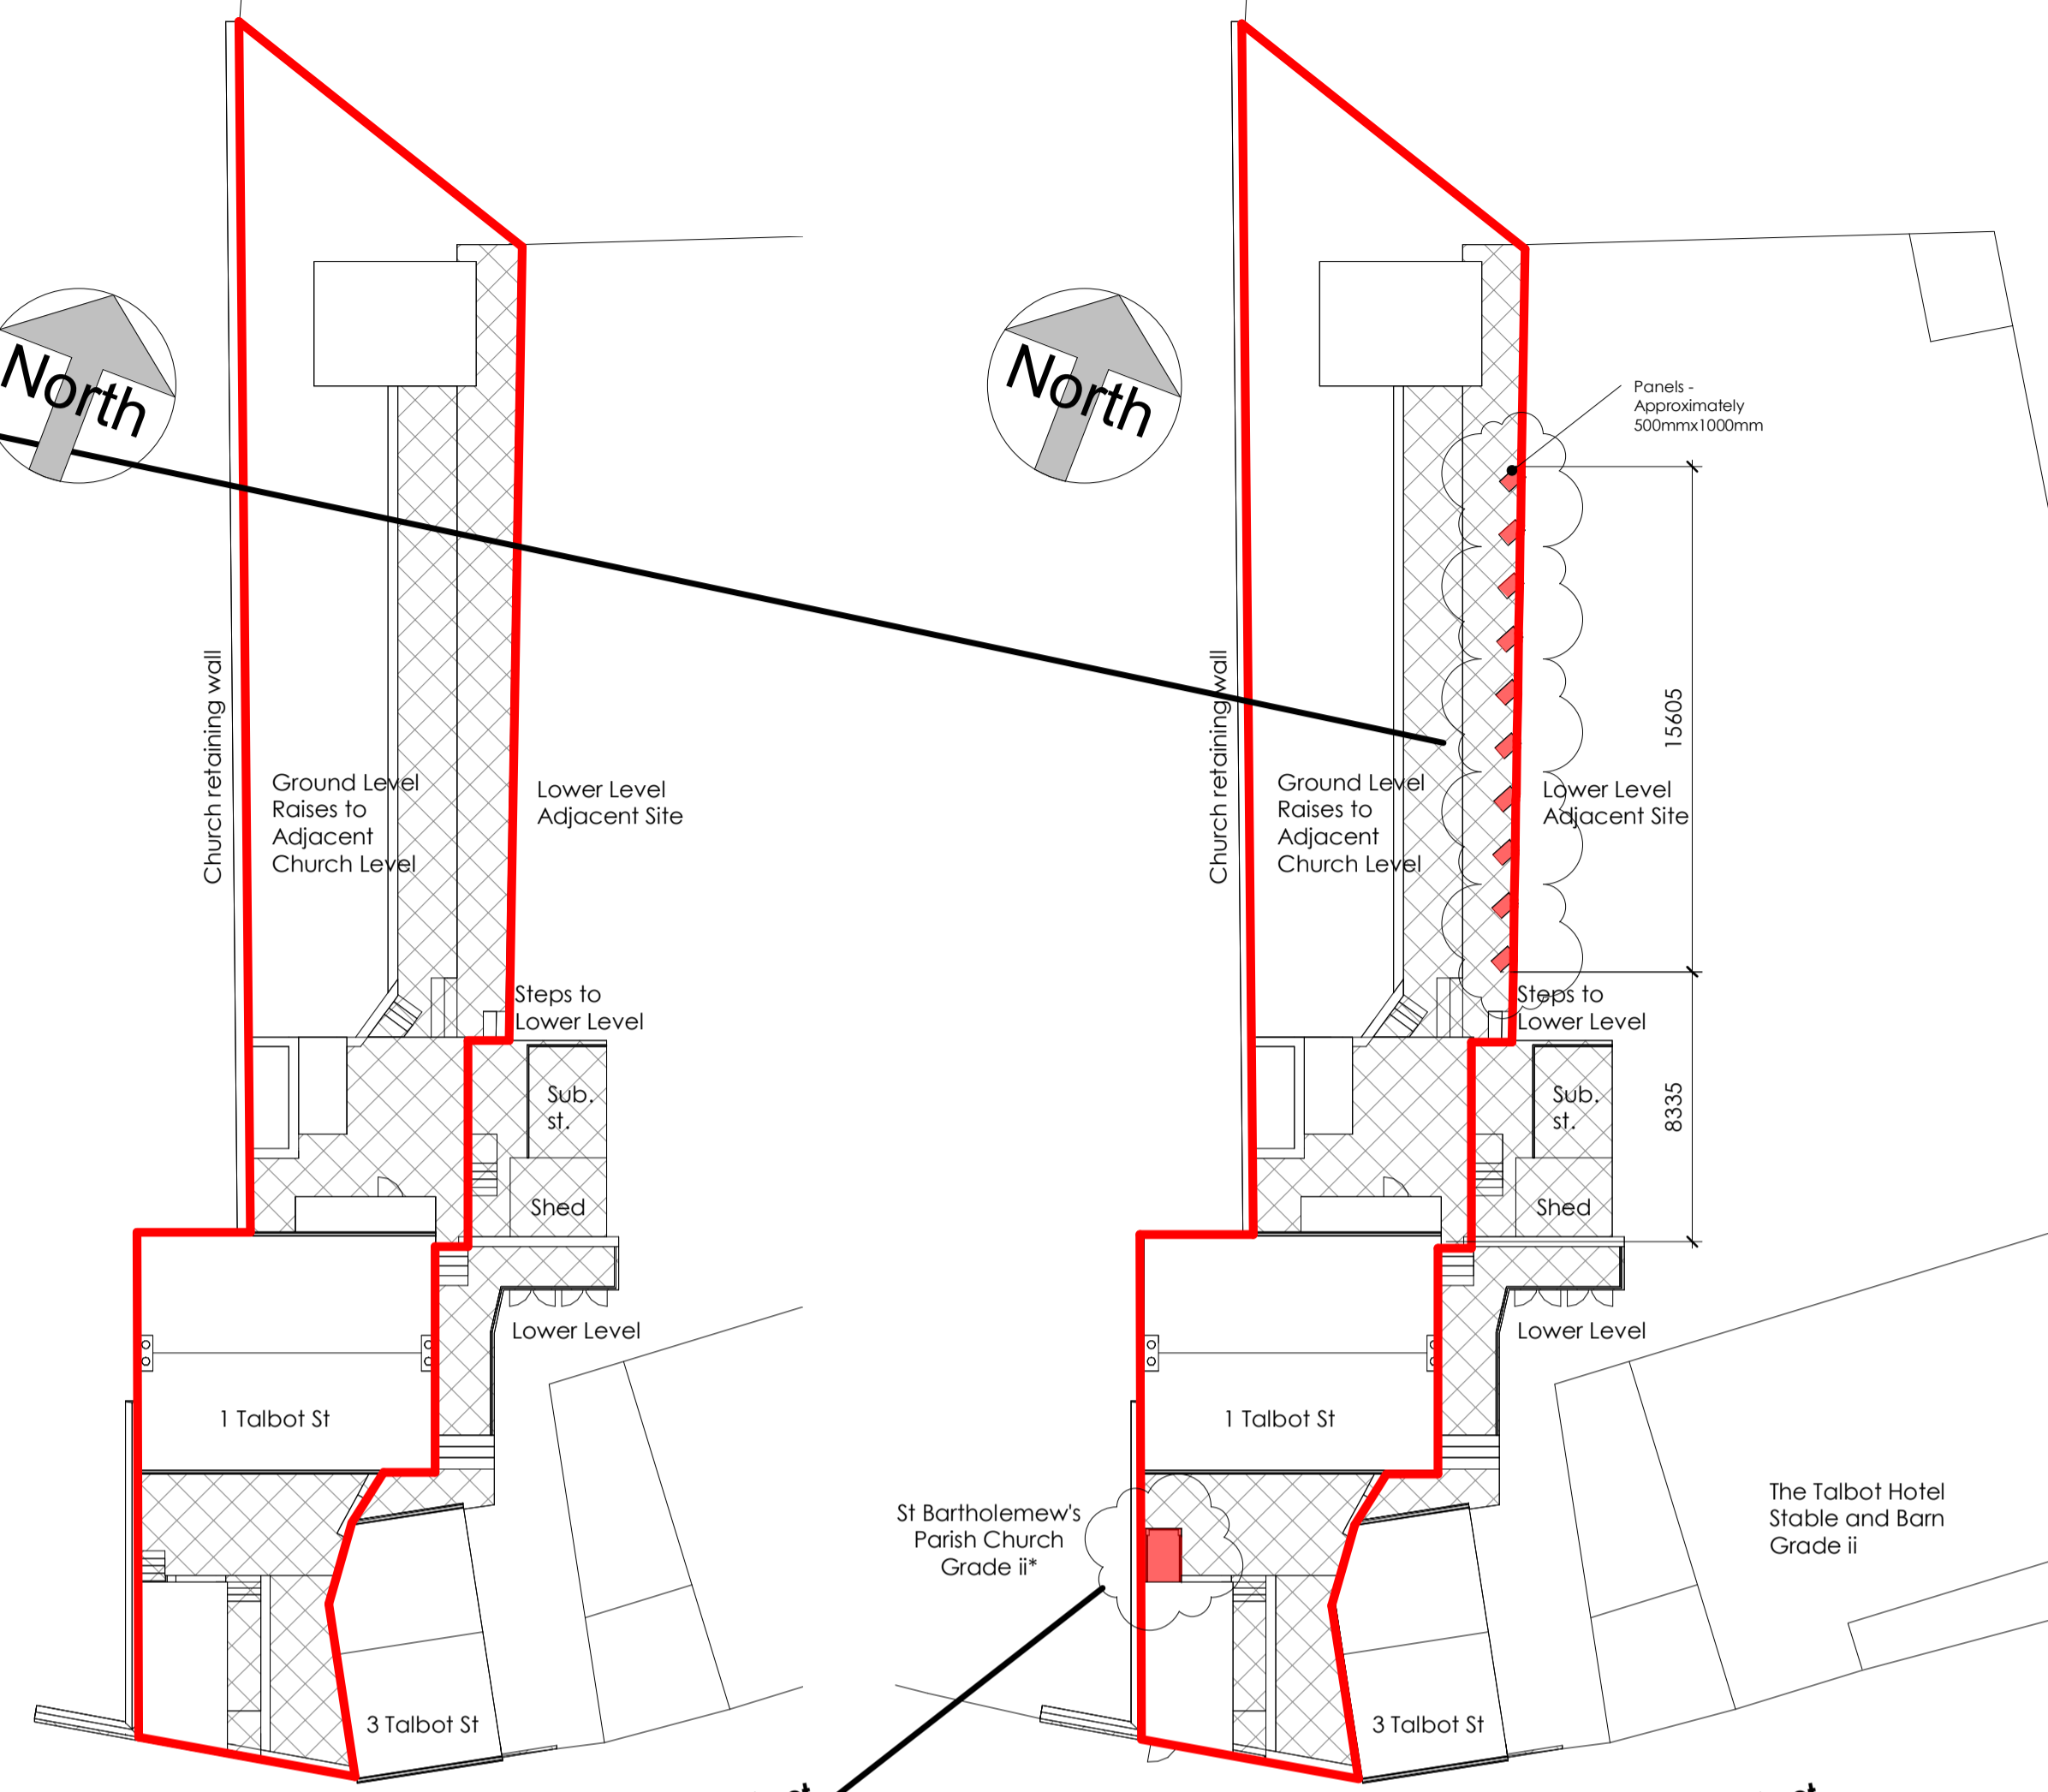 North
Church retaining wall
Ground Level
Raises to
Adjacent
Church Level
Lower Level
Adjacent Site
Steps to
Lower Level
Sub.
st.
Shed
Lower Level
1 Talbot St
3 Talbot St
North
Panels -
Approximately
500mmx1000mm
Church retaining wall
Ground Level
Raises to
Adjacent
Church Level
Lower Level
Adjacent Site
15605
Steps to
Lower Level
Sub.
st.
8335
Shed
Lower Level
1 Talbot St
St Bartholemew's
Parish Church
Grade ii*
The Talbot Hotel
Stable and Barn
Grade ii
3 Talbot St